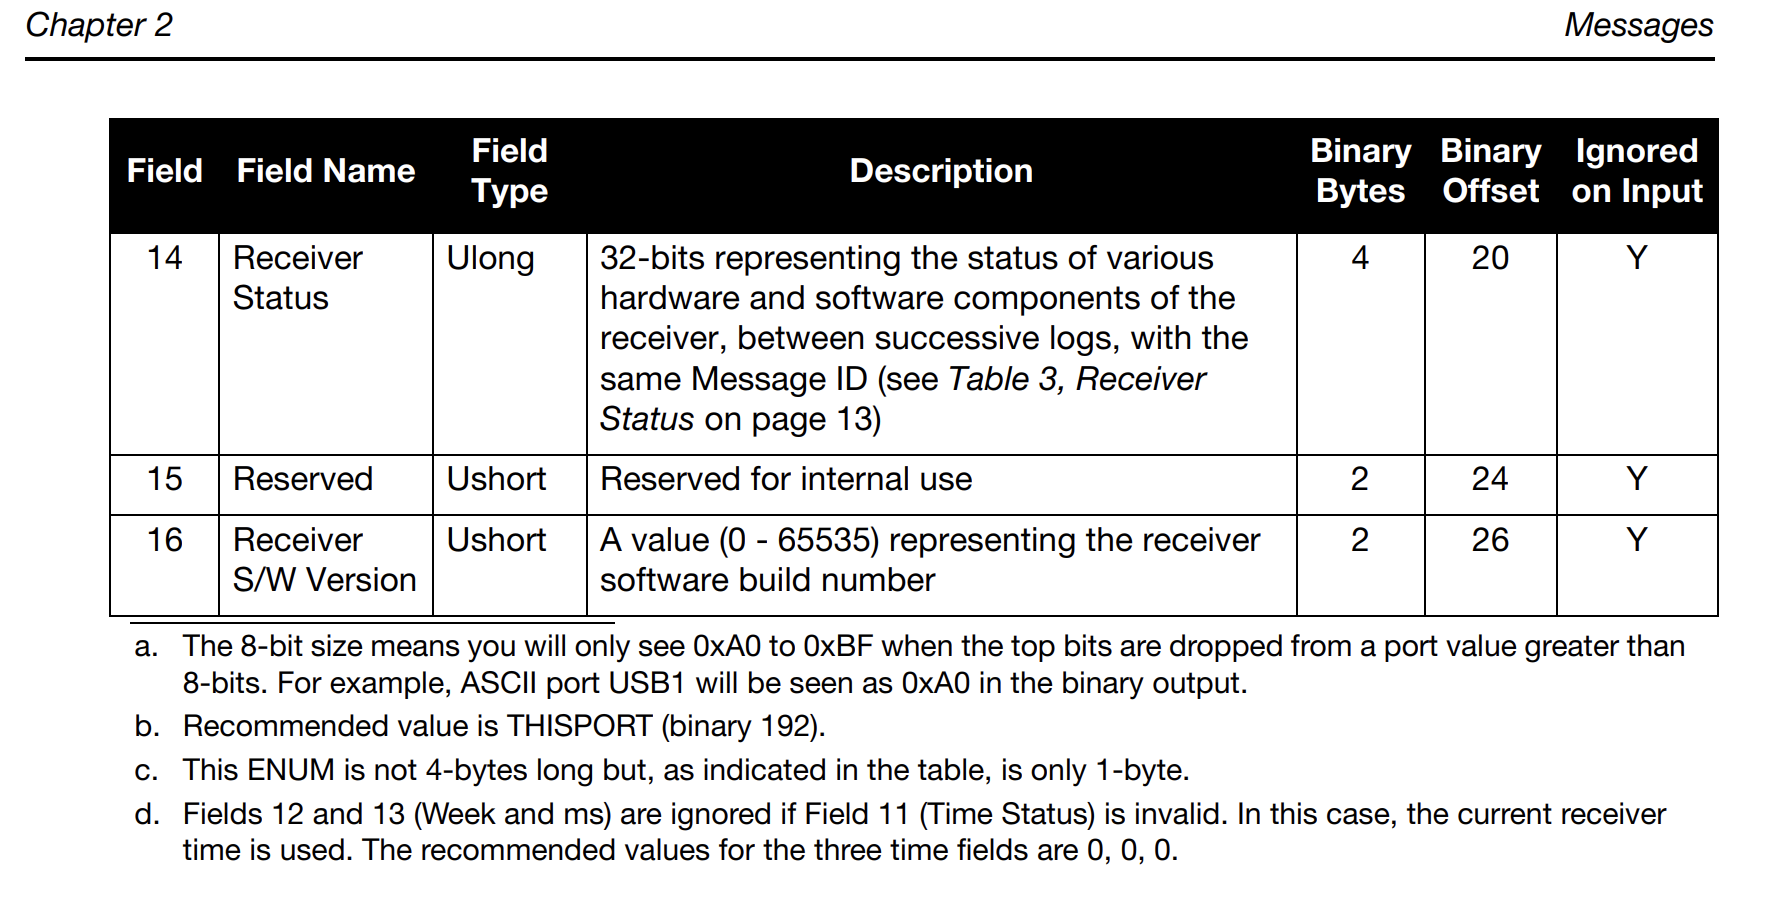 Chapter 2 Messages
Field Field Name Field Type Description Binary Bytes Binary Offset Ignored on Input
14 Receiver Status Ulong 32-bits representing the status of various
hardware and software components of the
receiver, between successive logs, with the
same Message ID (see Table 3, Receiver
Status on page 13) 4 20 Y
15 Reserved Ushort Reserved for internal use 2 24 Y
16 Receiver S/W Version Ushort A value (0 - 65535) representing the receiver
software build number 2 26 Y
a. The 8-bit size means you will only see 0xA0 to 0xBF when the top bits are dropped from a port value greater than
8-bits. For example, ASCII port USB1 will be seen as 0xA0 in the binary output.
b. Recommended value is THISPORT (binary 192).
c. This ENUM is not 4-bytes long but, as indicated in the table, is only 1-byte.
d. Fields 12 and 13 (Week and ms) are ignored if Field 11 (Time Status) is invalid. In this case, the current receiver
time is used. The recommended values for the three time fields are 0, 0, 0.